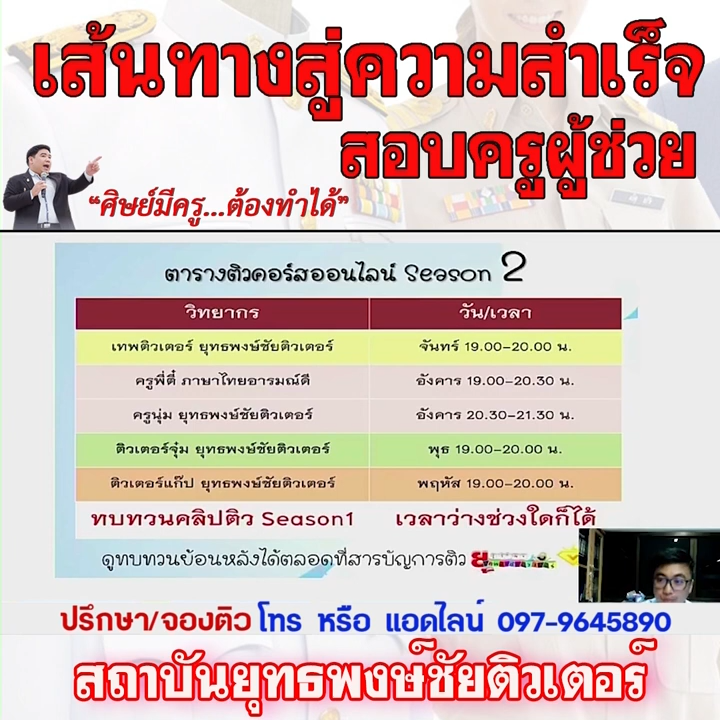 เส้นทางสู่ความสำเร็จ
สอบครูผู้ช่วย
“ศิษย์มีครู...ต้องทำได้”
ตารางติวคอร์สออนไลน์ Season 2
วิทยากร วัน/เวลา
เทพติวเตอร์ ยุทธพงษ์ชัยติวเตอร์ จันทร์ 19.00-20.00 น.
ครูพี่ตี๋ ภาษาไทยอารมณ์ดี อังคาร 19.00-20.30 น.
ครูนุ่ม ยุทธพงษ์ชัยติวเตอร์ อังคาร 20.30-21.30 น.
ติวเตอร์จุ๋ม ยุทธพงษ์ชัยติวเตอร์ พุธ 19.00-20.00 น.
ติวเตอร์แก๊ป ยุทธพงษ์ชัยติวเตอร์ พฤหัส 19.00-20.00 น.
ทบทวนคลิปติว Season1 เวลาว่างช่วงใดก็ได้
ดูทบทวนย้อนหลังได้ตลอดที่สารบัญการติว
ปรึกษา/จองติว โทร หรือ แอดไลน์ 097-9645890
สถาบันยุทธพงษ์ชัยติวเตอร์